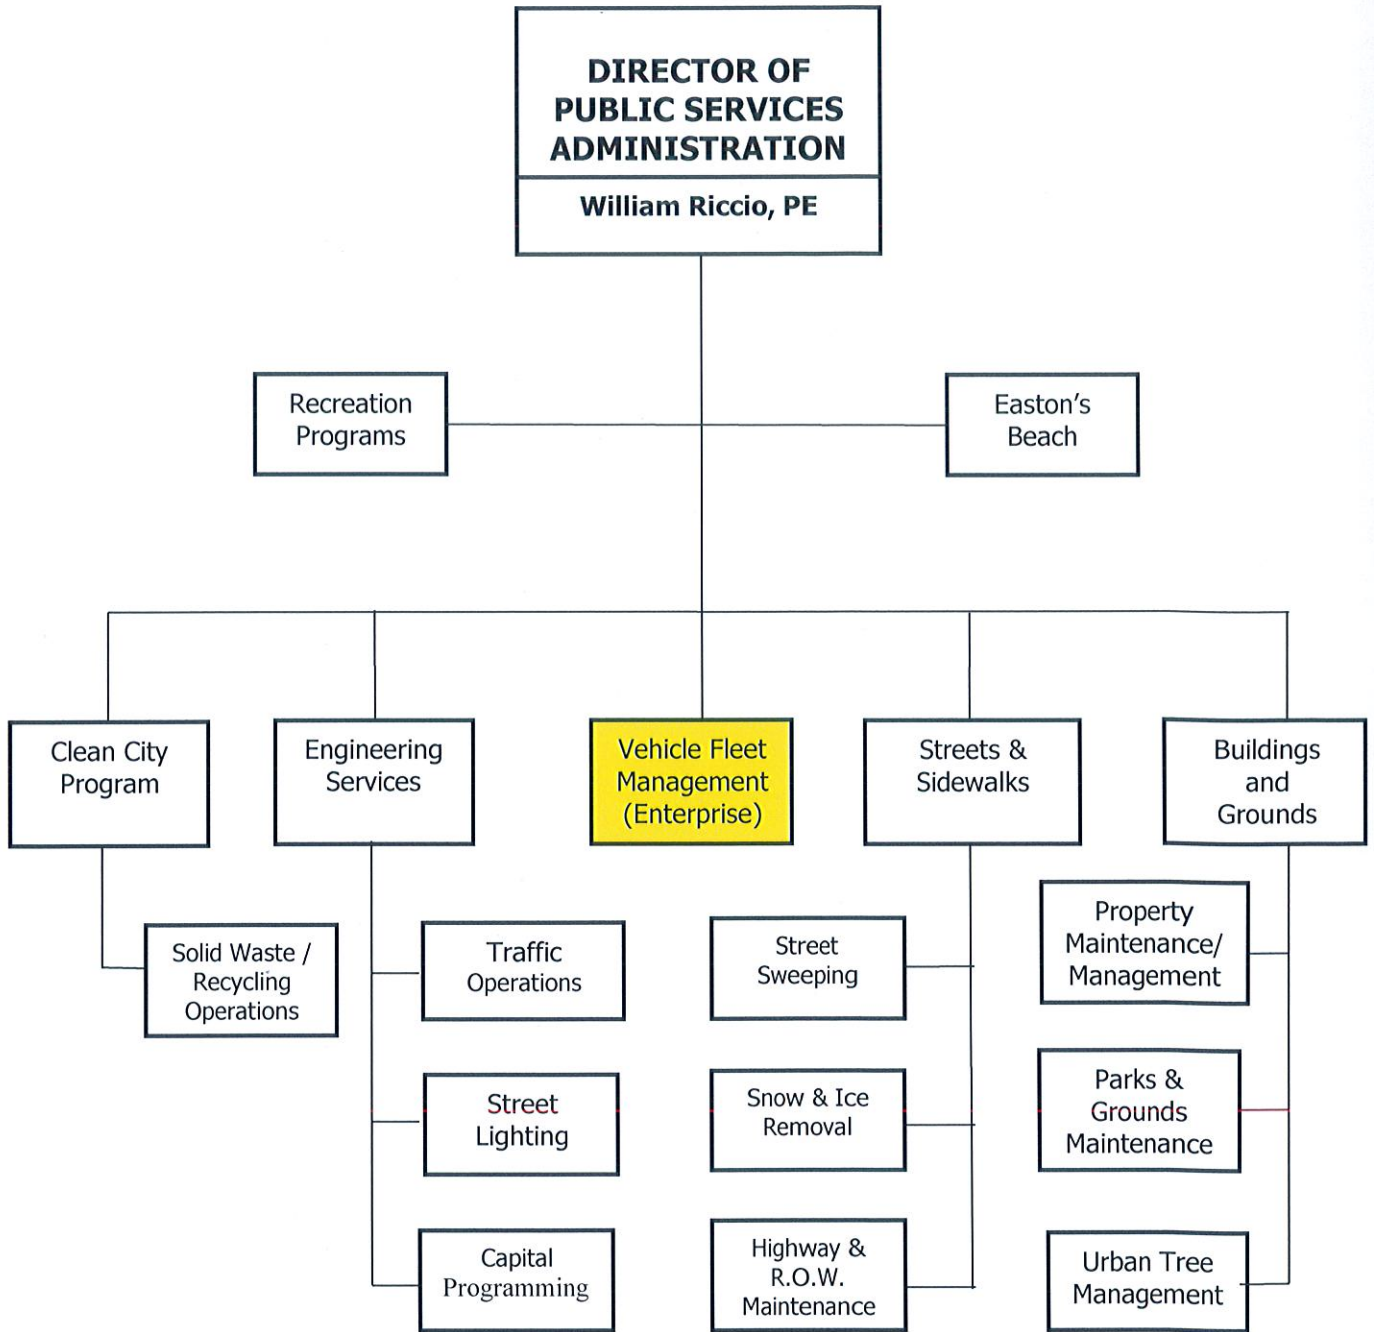 DIRECTOR OF
PUBLIC SERVICES
ADMINISTRATION
William Riccio, PE
Recreation
Programs
Easton's
Beach
Clean City
Program
Engineering
Services
Vehicle Fleet
Management
(Enterprise)
Streets &
Sidewalks
Buildings
and
Grounds
Solid Waste /
Recycling
Operations
Traffic
Operations
Street
Lighting
Capital
Programming
Street
Sweeping
Snow & Ice
Removal
Highway &
R.O.W.
Maintenance
Property
Maintenance/
Management
Parks &
Grounds
Maintenance
Urban Tree
Management